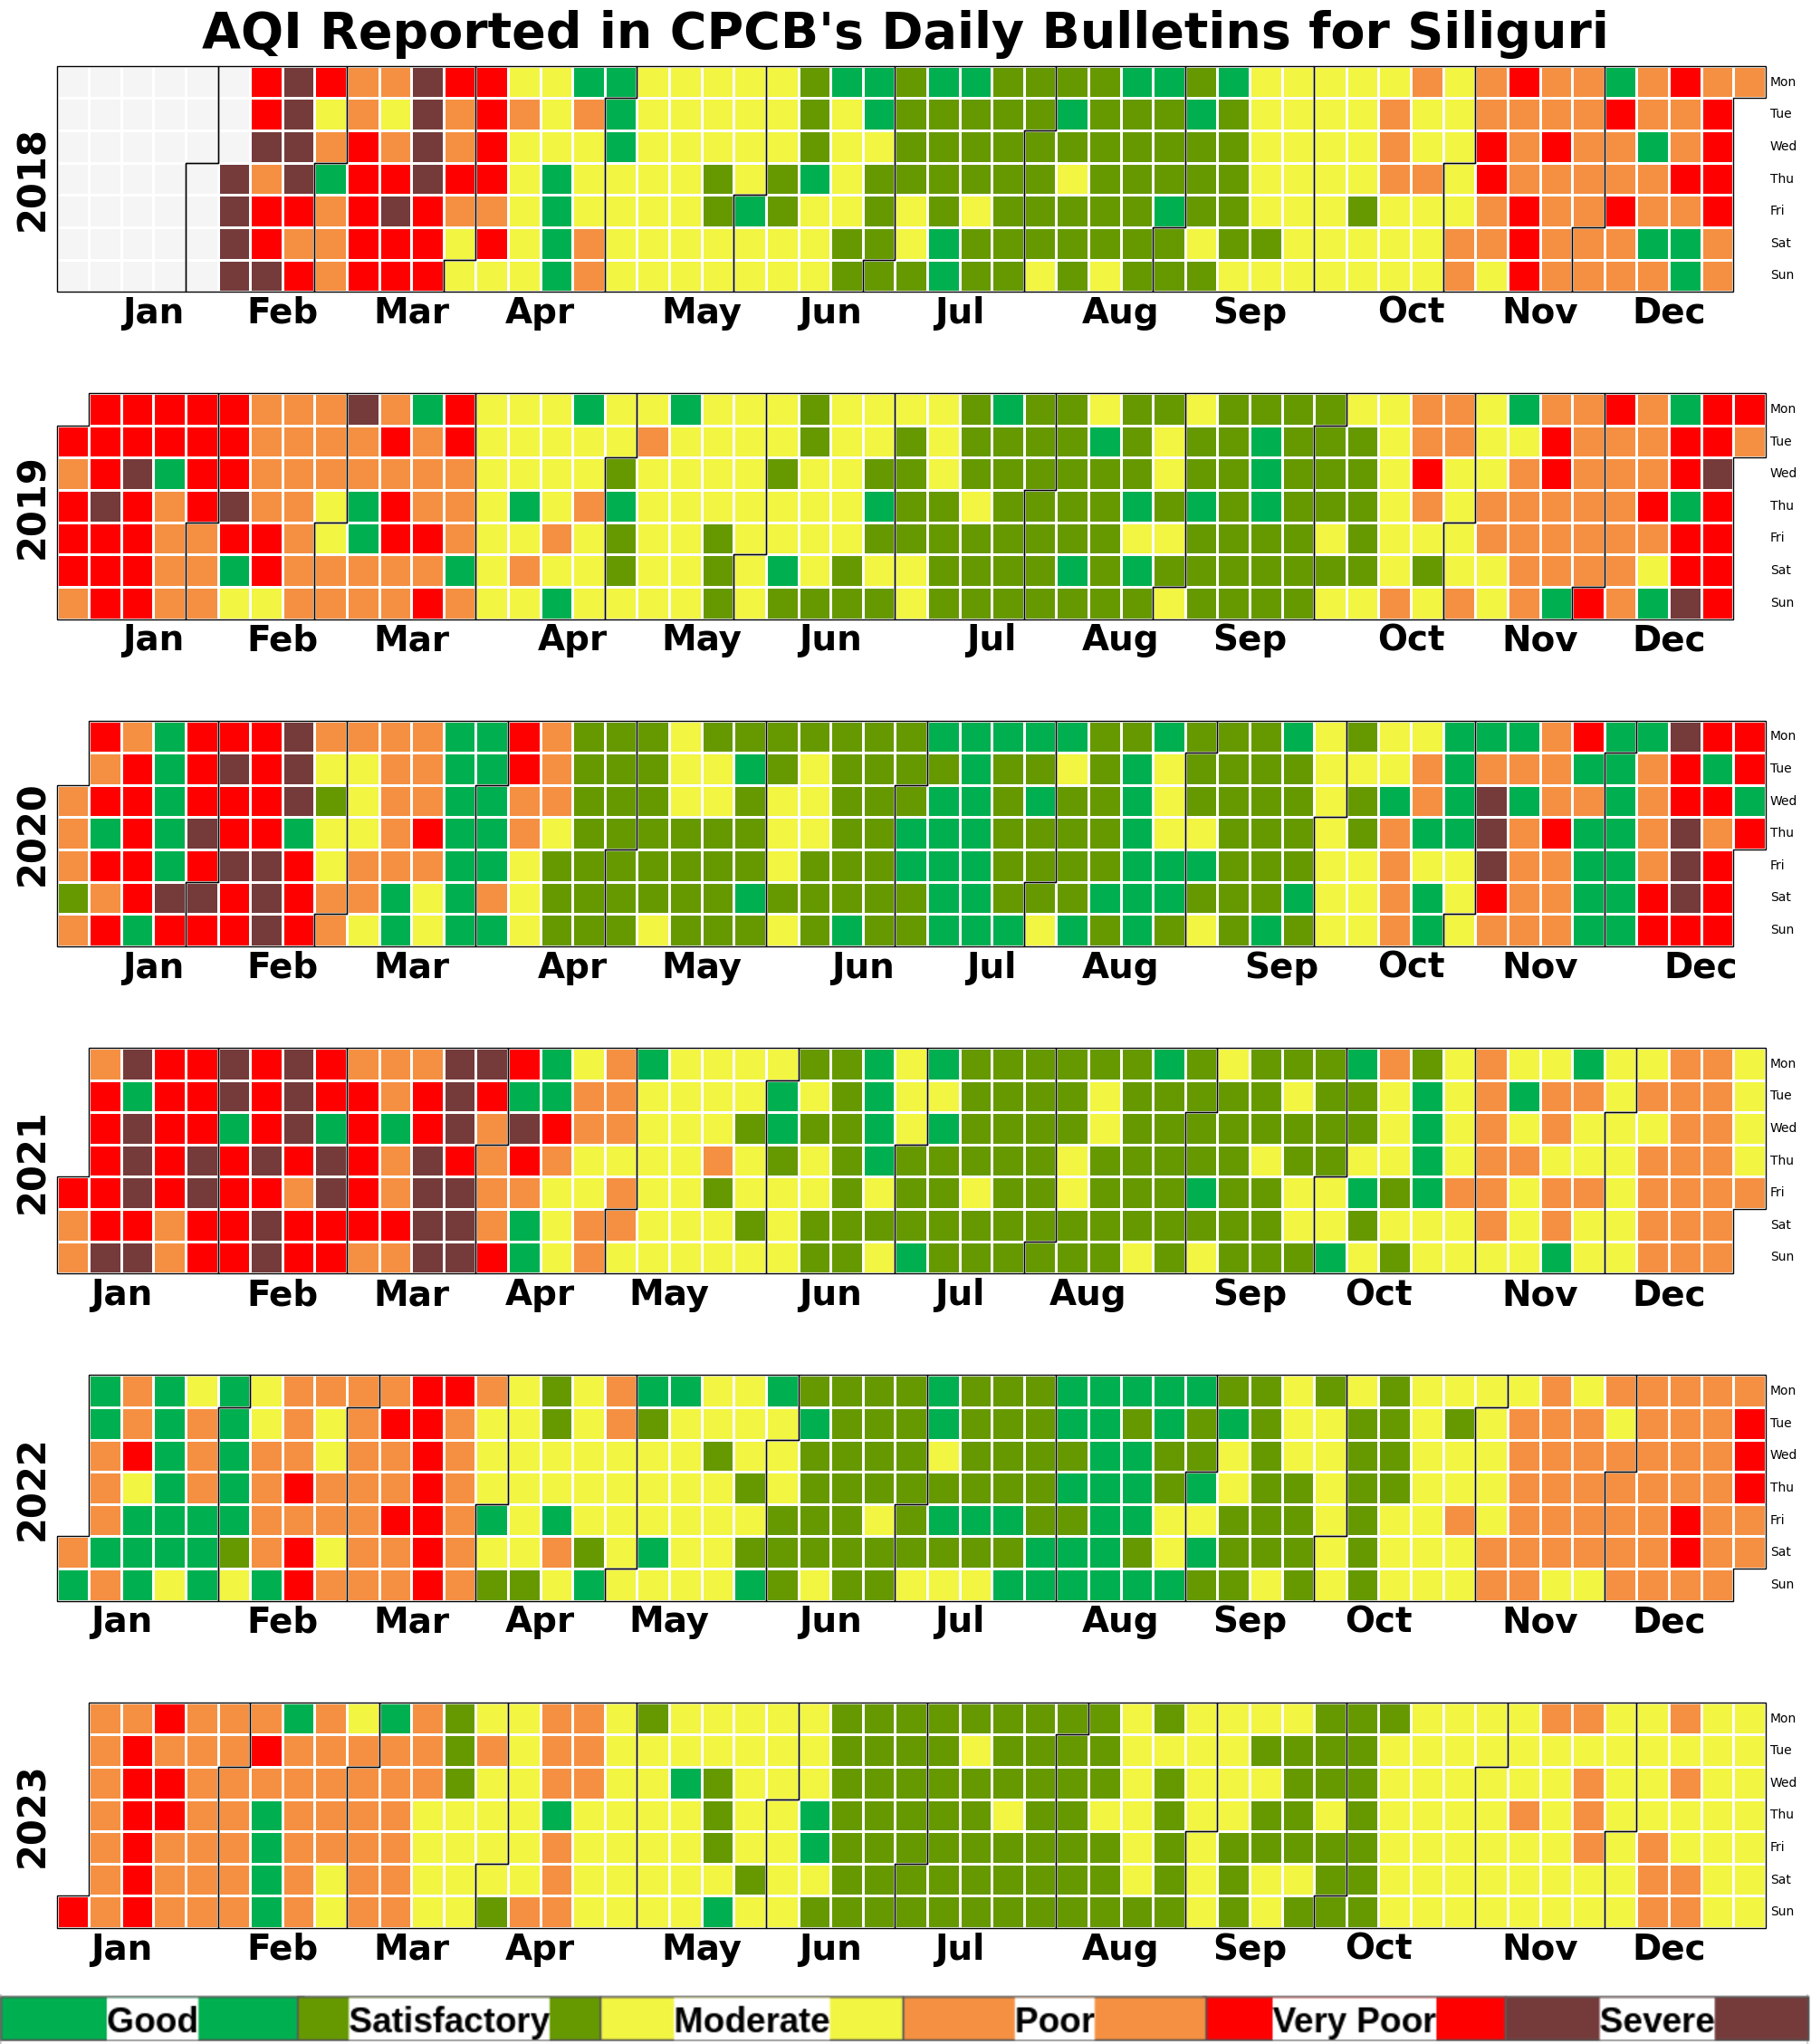 AQI Reported in CPCB's Daily Bulletins for Siliguri
2018
Mon
Tue
Wed
Thu
Fri
Sat
Sun
Jan Feb Mar Apr May Jun Jul Aug Sep Oct Nov Dec
2019
Mon
Tue
Wed
Thu
Fri
Sat
Sun
Jan Feb Mar Apr May Jun Jul Aug Sep Oct Nov Dec
2020
Mon
Tue
Wed
Thu
Fri
Sat
Sun
Jan Feb Mar Apr May Jun Jul Aug Sep Oct Nov Dec
2021
Mon
Tue
Wed
Thu
Fri
Sat
Sun
Jan Feb Mar Apr May Jun Jul Aug Sep Oct Nov Dec
2022
Mon
Tue
Wed
Thu
Fri
Sat
Sun
Jan Feb Mar Apr May Jun Jul Aug Sep Oct Nov Dec
2023
Mon
Tue
Wed
Thu
Fri
Sat
Sun
Jan Feb Mar Apr May Jun Jul Aug Sep Oct Nov Dec
Good Satisfactory Moderate Poor Very Poor Severe